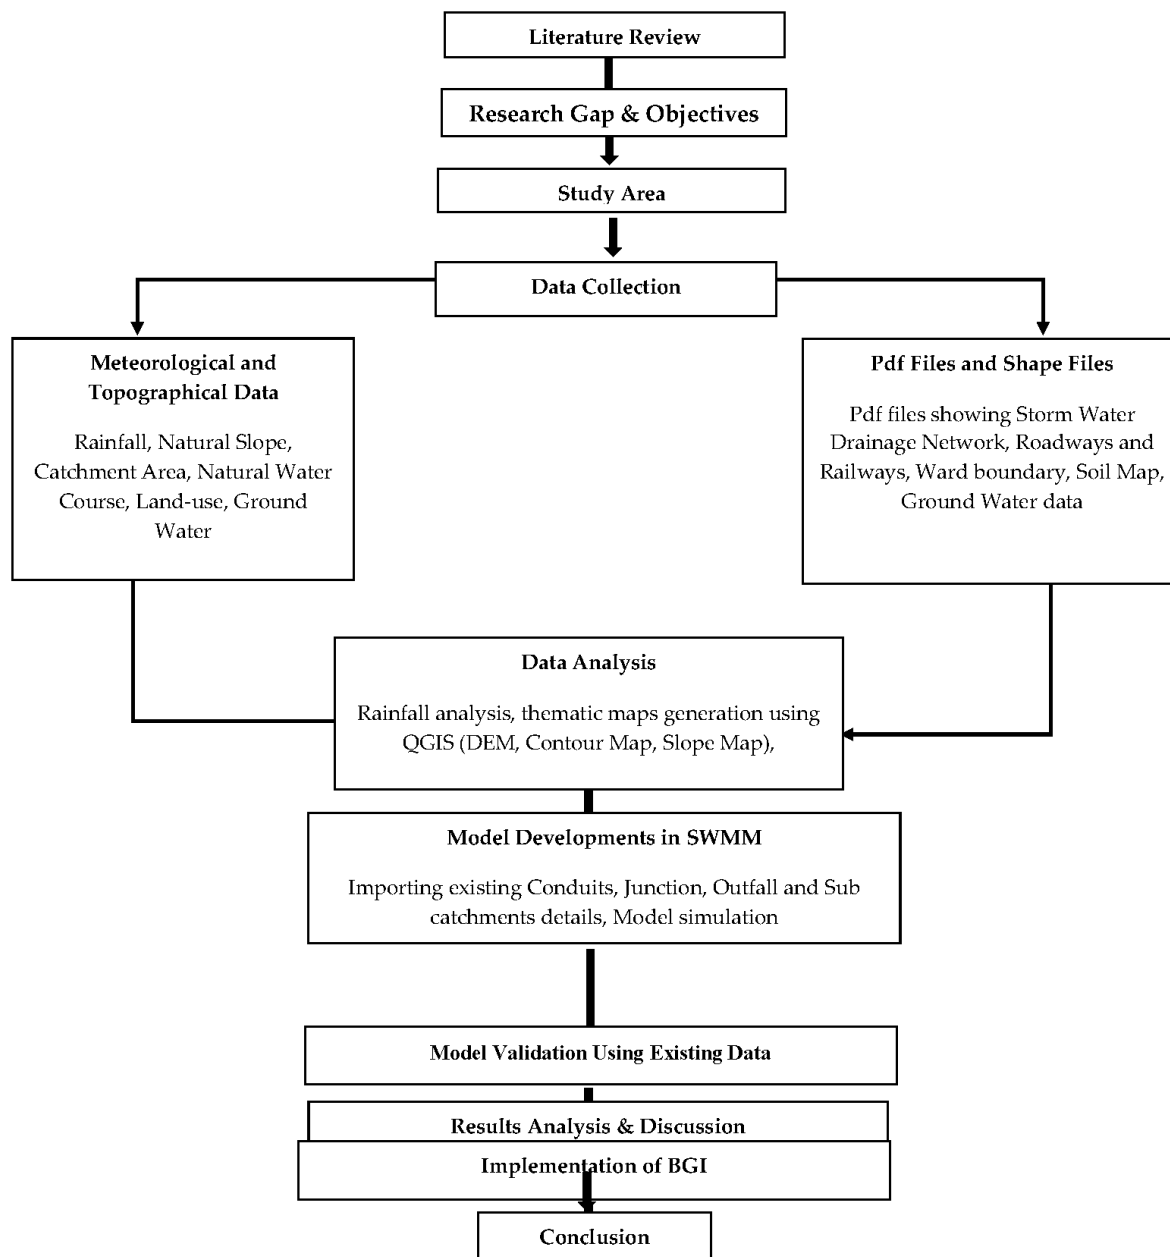 Literature Review
Research Gap & Objectives
Study Area
Data Collection
Meteorological and
Topographical Data
Rainfall, Natural Slope,
Catchment Area, Natural Water
Course, Land-use, Ground
Water
Pdf Files and Shape Files
Pdf files showing Storm Water
Drainage Network, Roadways and
Railways, Ward boundary, Soil Map,
Ground Water data
Data Analysis
Rainfall analysis, thematic maps generation using
QGIS (DEM, Contour Map, Slope Map),
Model Developments in SWMM
Importing existing Conduits, Junction, Outfall and Sub
catchments details, Model simulation
Model Validation Using Existing Data
Results Analysis & Discussion
Implementation of BGI
Conclusion